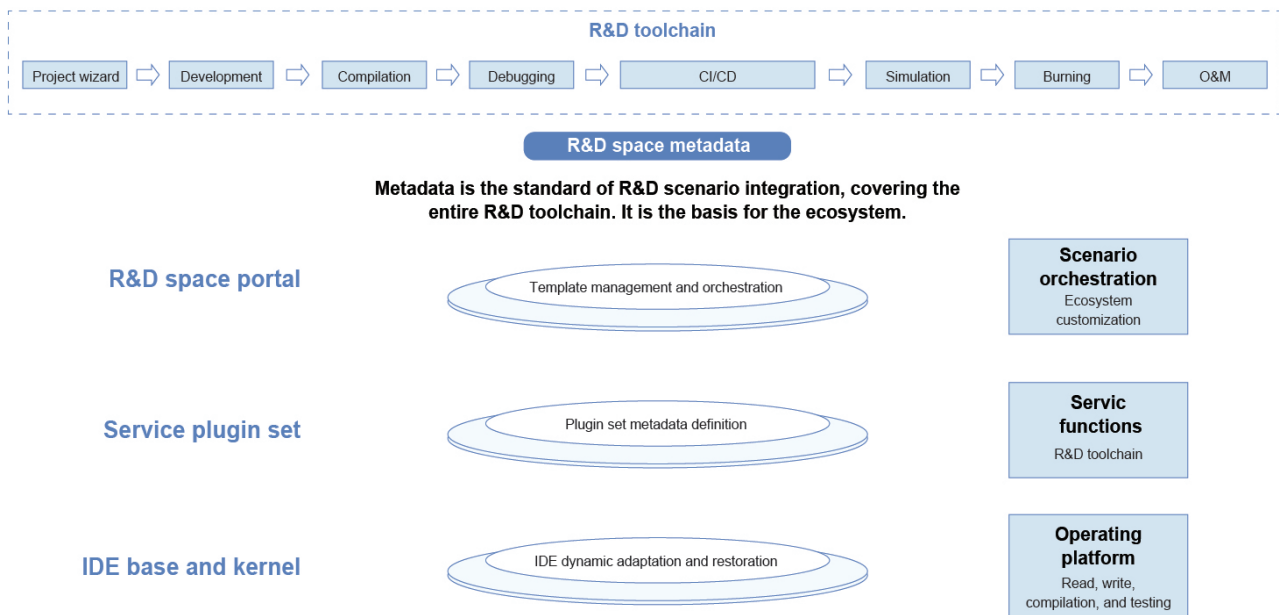 R&D toolchain
Project wizard
Development
Compilation
Debugging
CI/CD
Simulation
Burning
O&M
R&D space metadata
Metadata is the standard of R&D scenario integration, covering the
entire R&D toolchain. It is the basis for the ecosystem.
R&D space portal
Template management and orchestration
Scenario
orchestration
Ecosystem
customization
Service plugin set
Plugin set metadata definition
Servic
functions
R&D toolchain
IDE base and kernel
IDE dynamic adaptation and restoration
Operating
platform
Read, write,
compilation, and testing